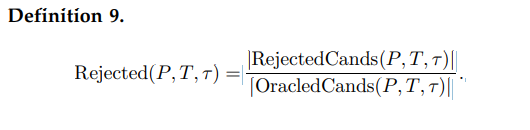 Definition 9.
Rejected(P, T, τ) = |RejectedCands(P, T, τ)| / |OracledCands(P, T, τ)| .